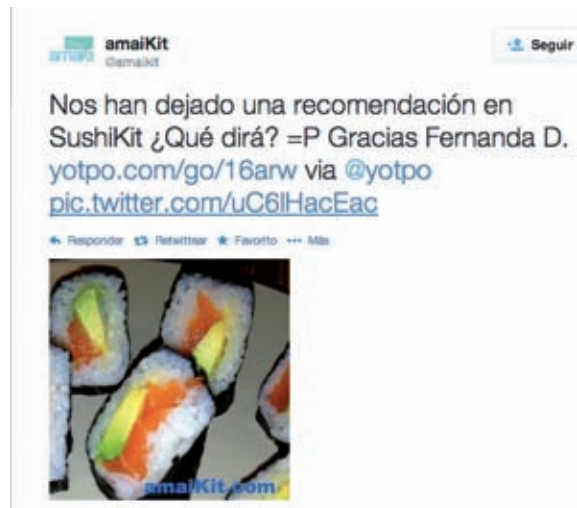 amaiKit
@amaikit
Seguir
Nos han dejado una recomendación en
SushiKit ¿Qué dirá? =P Gracias Fernanda D.
yotpo.com/go/16arw via @yotpo
pic.twitter.com/uC6lHacEac
Responder Retwittear Favorito Más
amaiKit.com